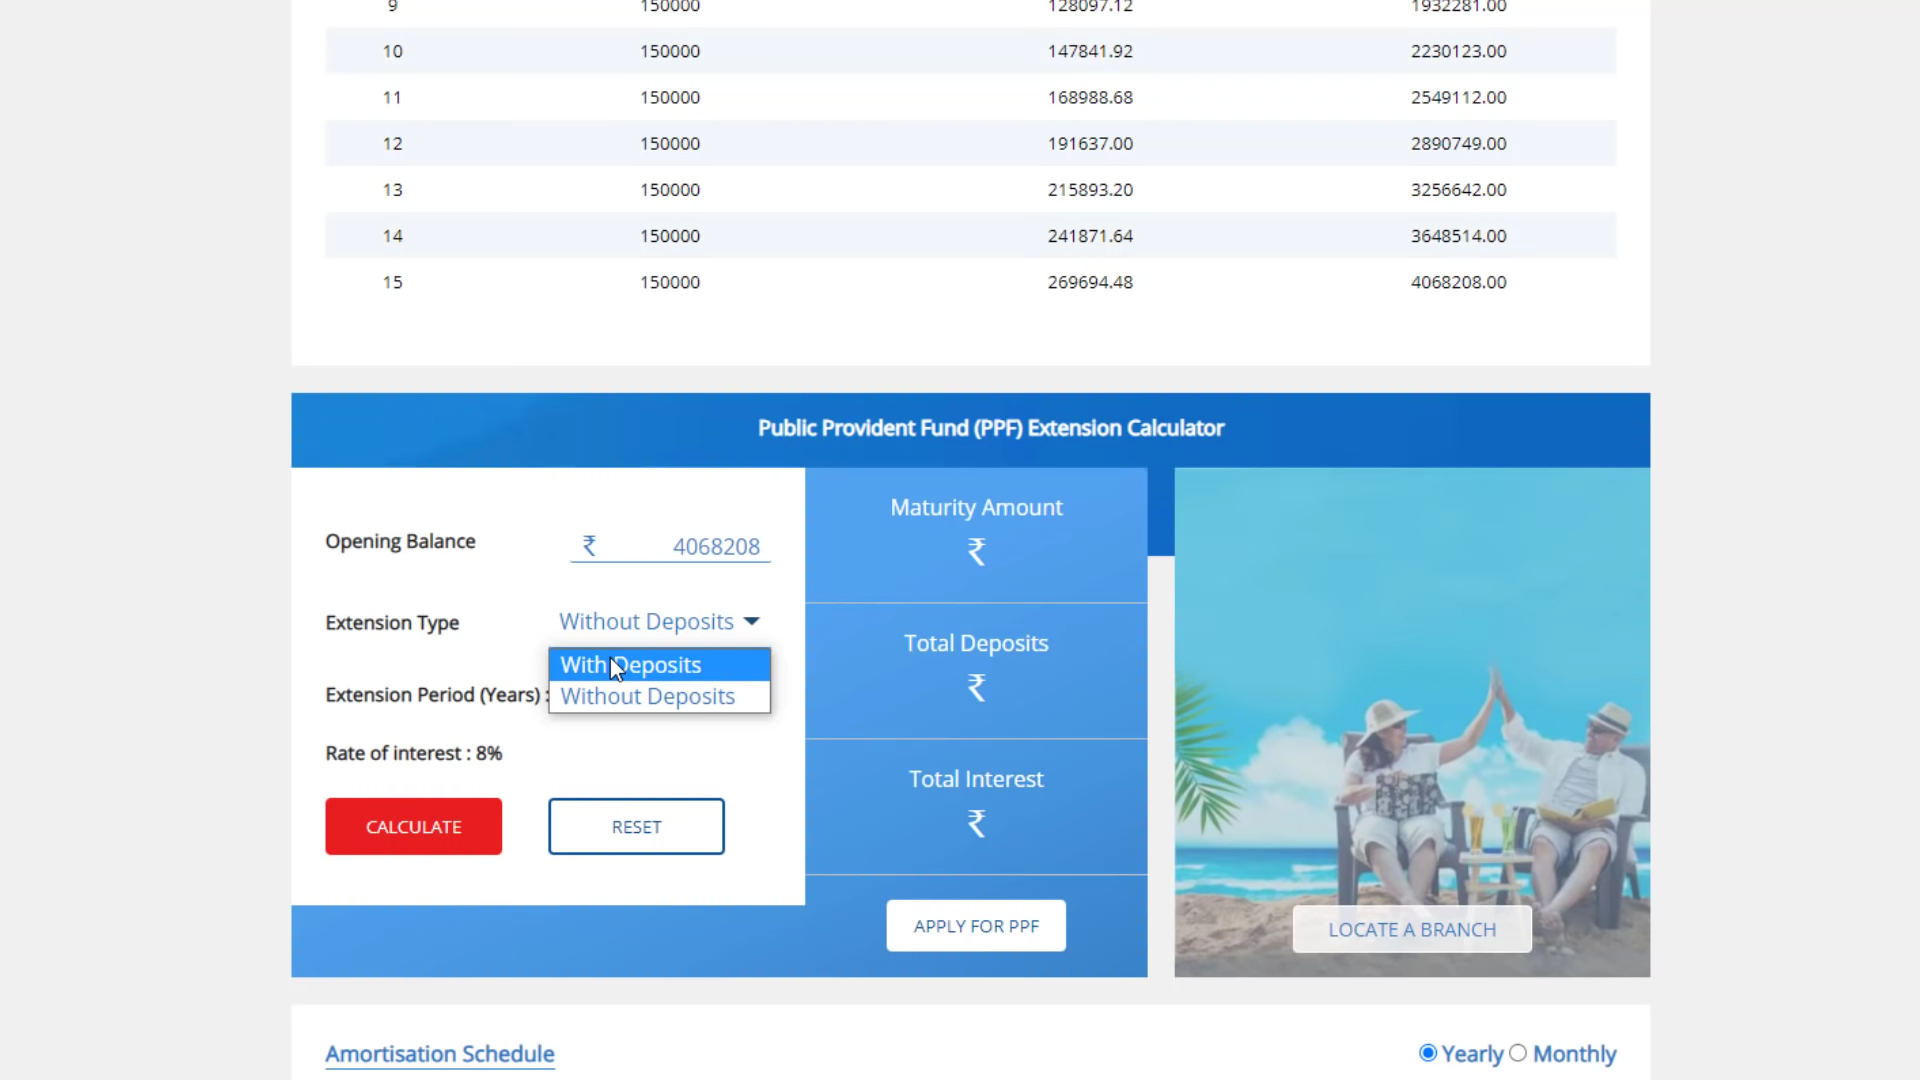 9 150000 128097.12 1932281.00
10 150000 147841.92 2230123.00
11 150000 168988.68 2549112.00
12 150000 191637.00 2890749.00
13 150000 215893.20 3256642.00
14 150000 241871.64 3648514.00
15 150000 269694.48 4068208.00
Public Provident Fund (PPF) Extension Calculator
Opening Balance ₹ 4068208
Extension Type Without Deposits
With Deposits
Without Deposits
Extension Period (Years) :
Rate of interest : 8%
CALCULATE RESET
Maturity Amount
₹
Total Deposits
₹
Total Interest
₹
APPLY FOR PPF
LOCATE A BRANCH
Amortisation Schedule Yearly Monthly